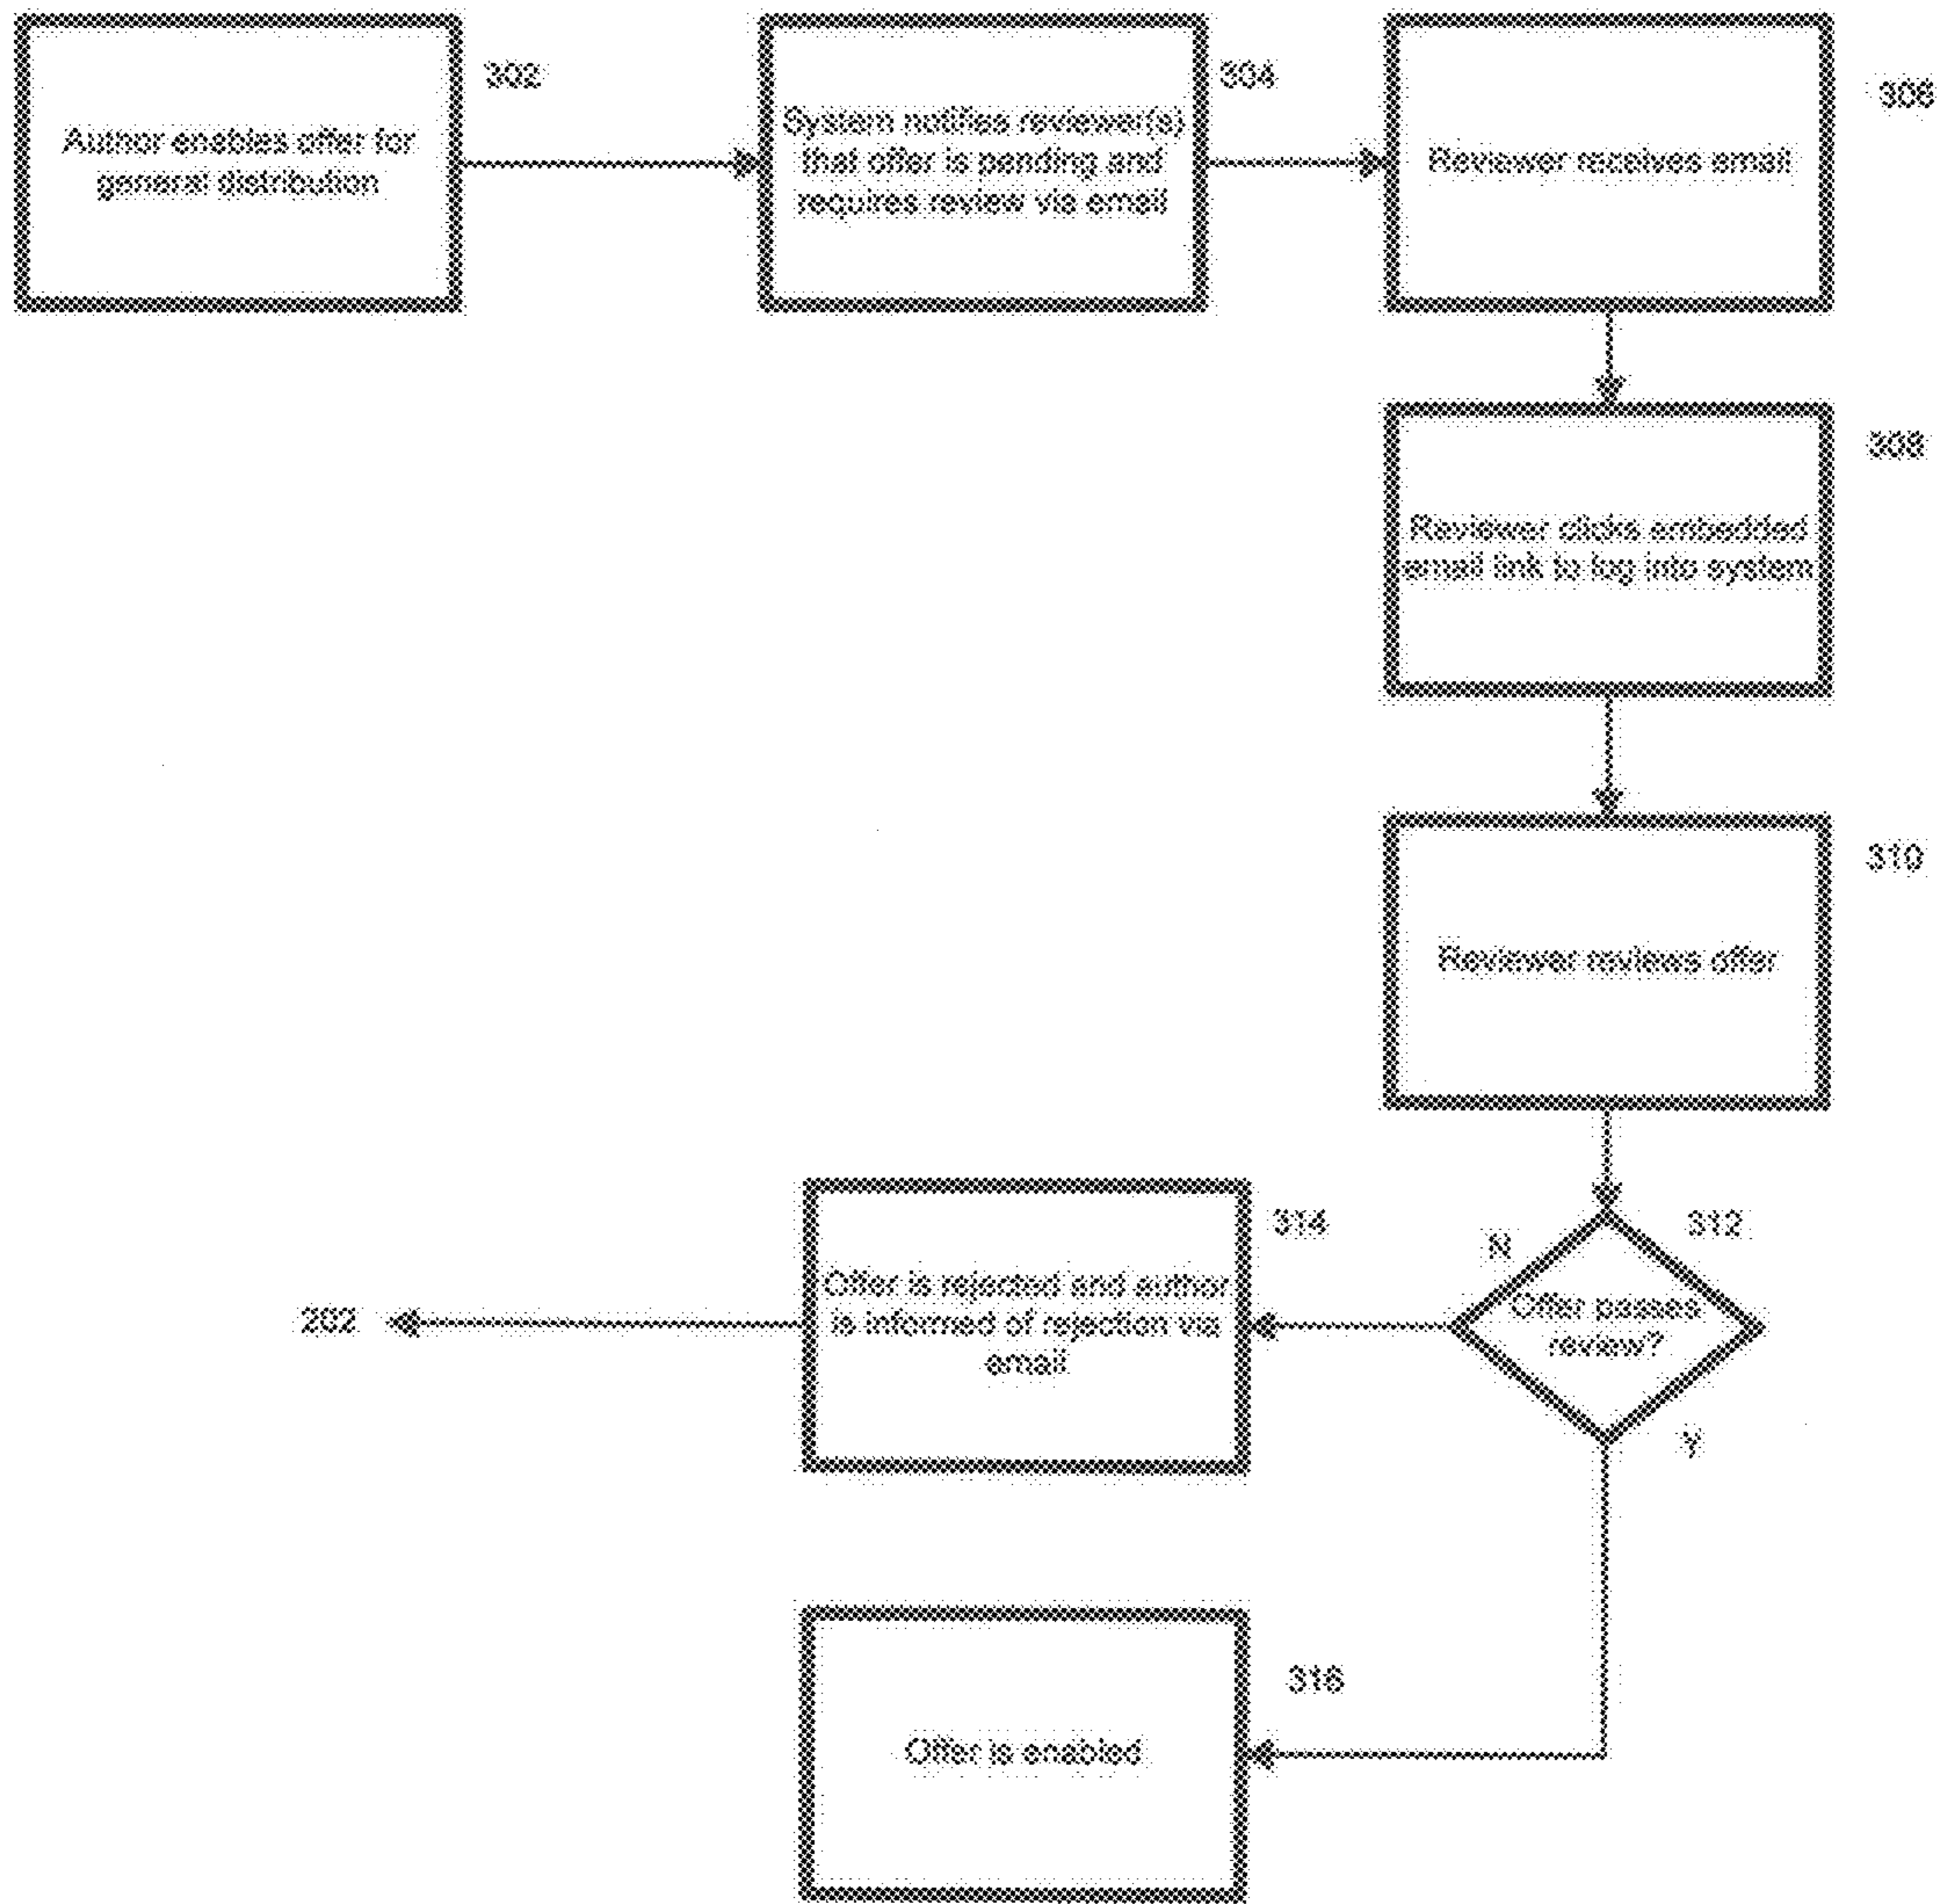 302
Author enables offer for
general distribution
304
System notifies reviewer(s)
that offer is pending and
requires review via email
306
Reviewer receives email
308
Reviewer clicks embedded
email link to log into system
310
Reviewer reviews offer
312
Offer passes
review?
N
Y
314
Offer is rejected and author
is informed of rejection via
email
202
316
Offer is enabled